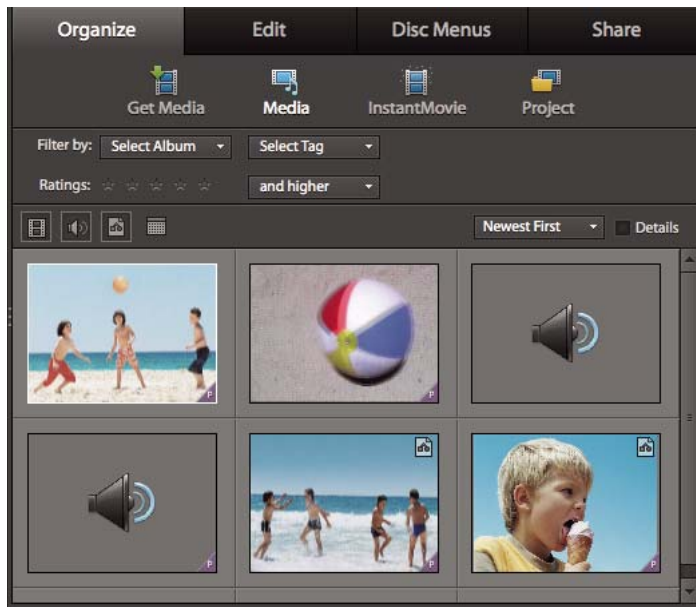 Organize Edit Disc Menus Share
Get Media Media InstantMovie Project
Filter by: Select Album Select Tag
Ratings: and higher
Newest First Details
P P
P P P